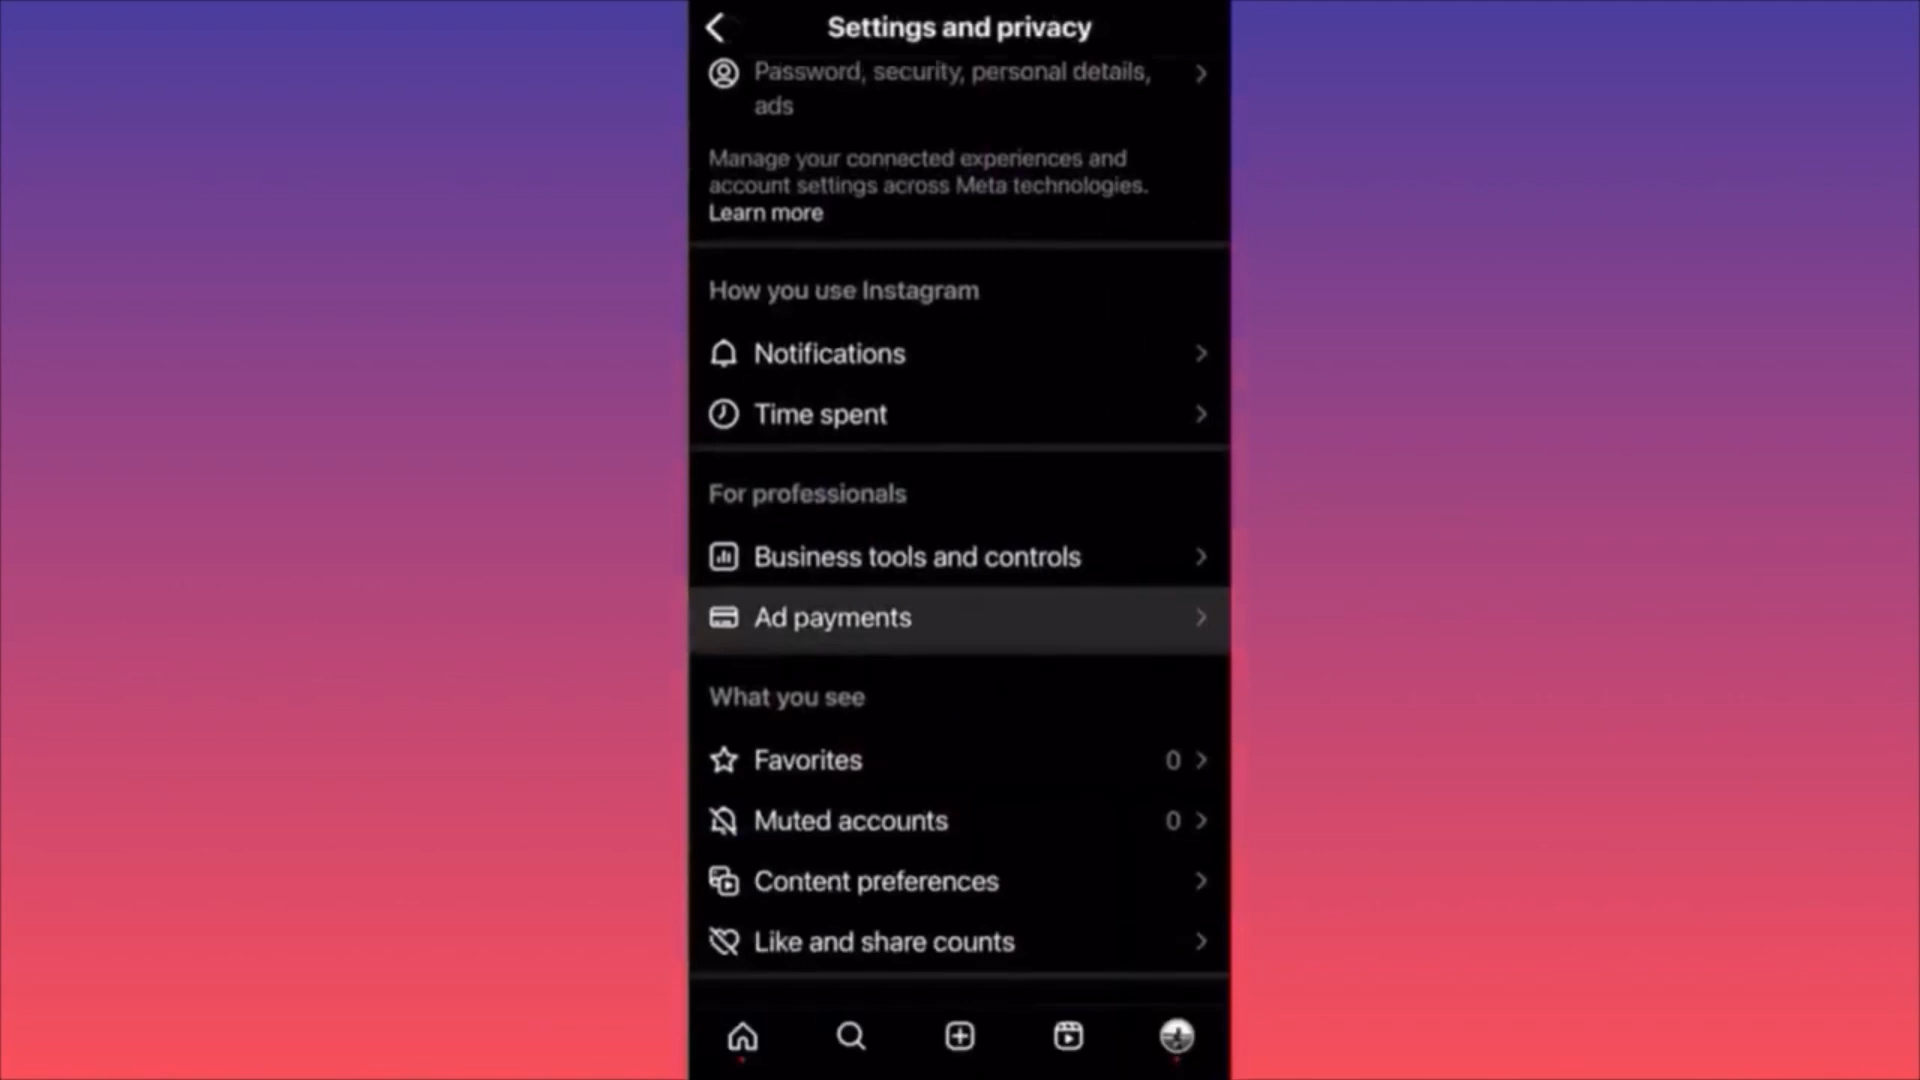 Settings and privacy
Password, security, personal details,
ads
Manage your connected experiences and
account settings across Meta technologies.
Learn more
How you use Instagram
Notifications
Time spent
For professionals
Business tools and controls
Ad payments
What you see
Favorites 0
Muted accounts 0
Content preferences
Like and share counts